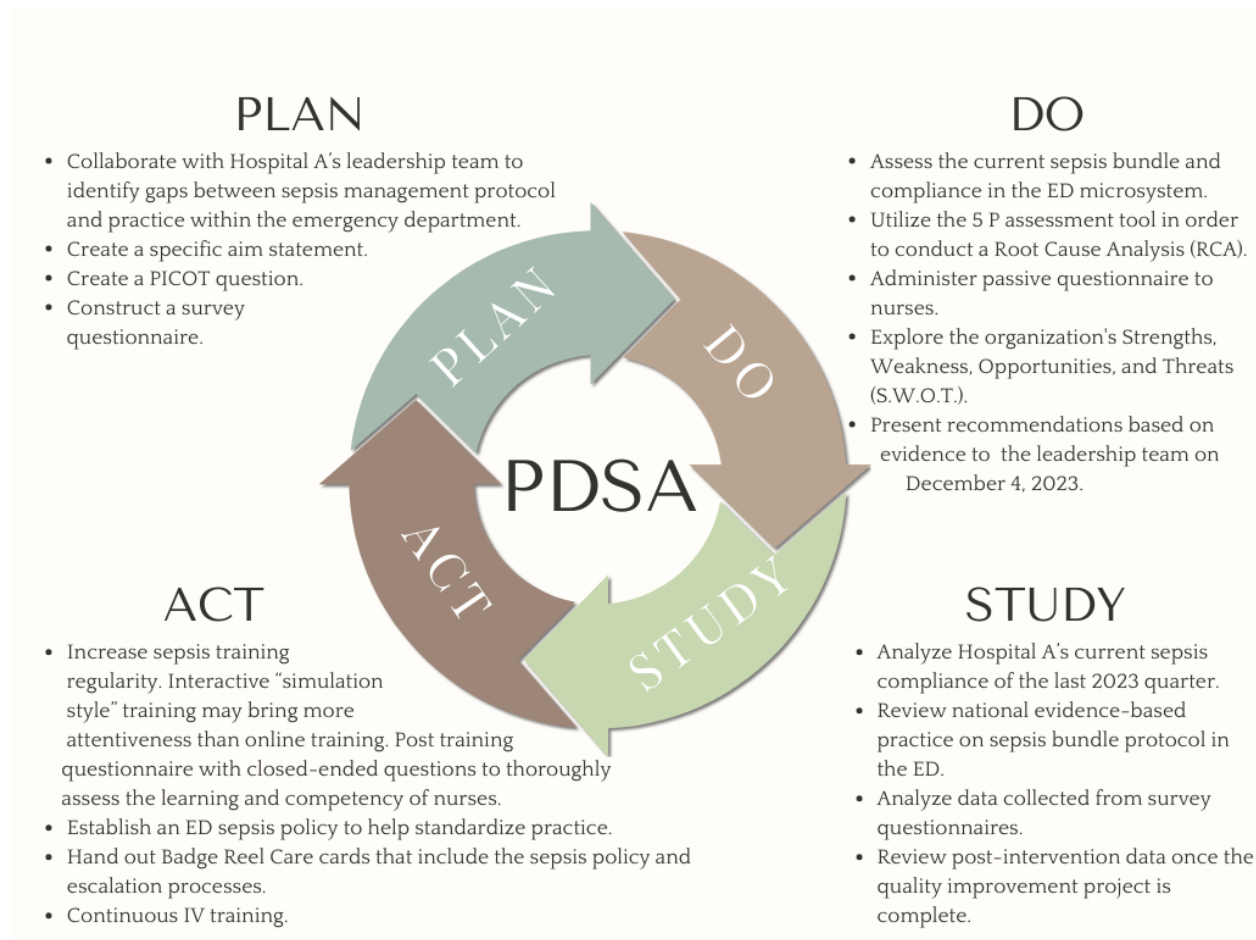 PLAN
• Collaborate with Hospital A’s leadership team to
identify gaps between sepsis management protocol
and practice within the emergency department.
• Create a specific aim statement.
• Create a PICOT question.
• Construct a survey
questionnaire.
DO
• Assess the current sepsis bundle and
compliance in the ED microsystem.
• Utilize the 5 P assessment tool in order
to conduct a Root Cause Analysis (RCA).
• Administer passive questionnaire to
nurses.
• Explore the organization's Strengths,
Weakness, Opportunities, and Threats
(S.W.O.T.).
• Present recommendations based on
evidence to the leadership team on
December 4, 2023.
PLAN
DO
PDSA
ACT
STUDY
ACT
• Increase sepsis training
regularity. Interactive “simulation
style” training may bring more
attentiveness than online training. Post training
questionnaire with closed-ended questions to thoroughly
assess the learning and competency of nurses.
• Establish an ED sepsis policy to help standardize practice.
• Hand out Badge Reel Care cards that include the sepsis policy and
escalation processes.
• Continuous IV training.
STUDY
• Analyze Hospital A’s current sepsis
compliance of the last 2023 quarter.
• Review national evidence-based
practice on sepsis bundle protocol in
the ED.
• Analyze data collected from survey
questionnaires.
• Review post-intervention data once the
quality improvement project is
complete.